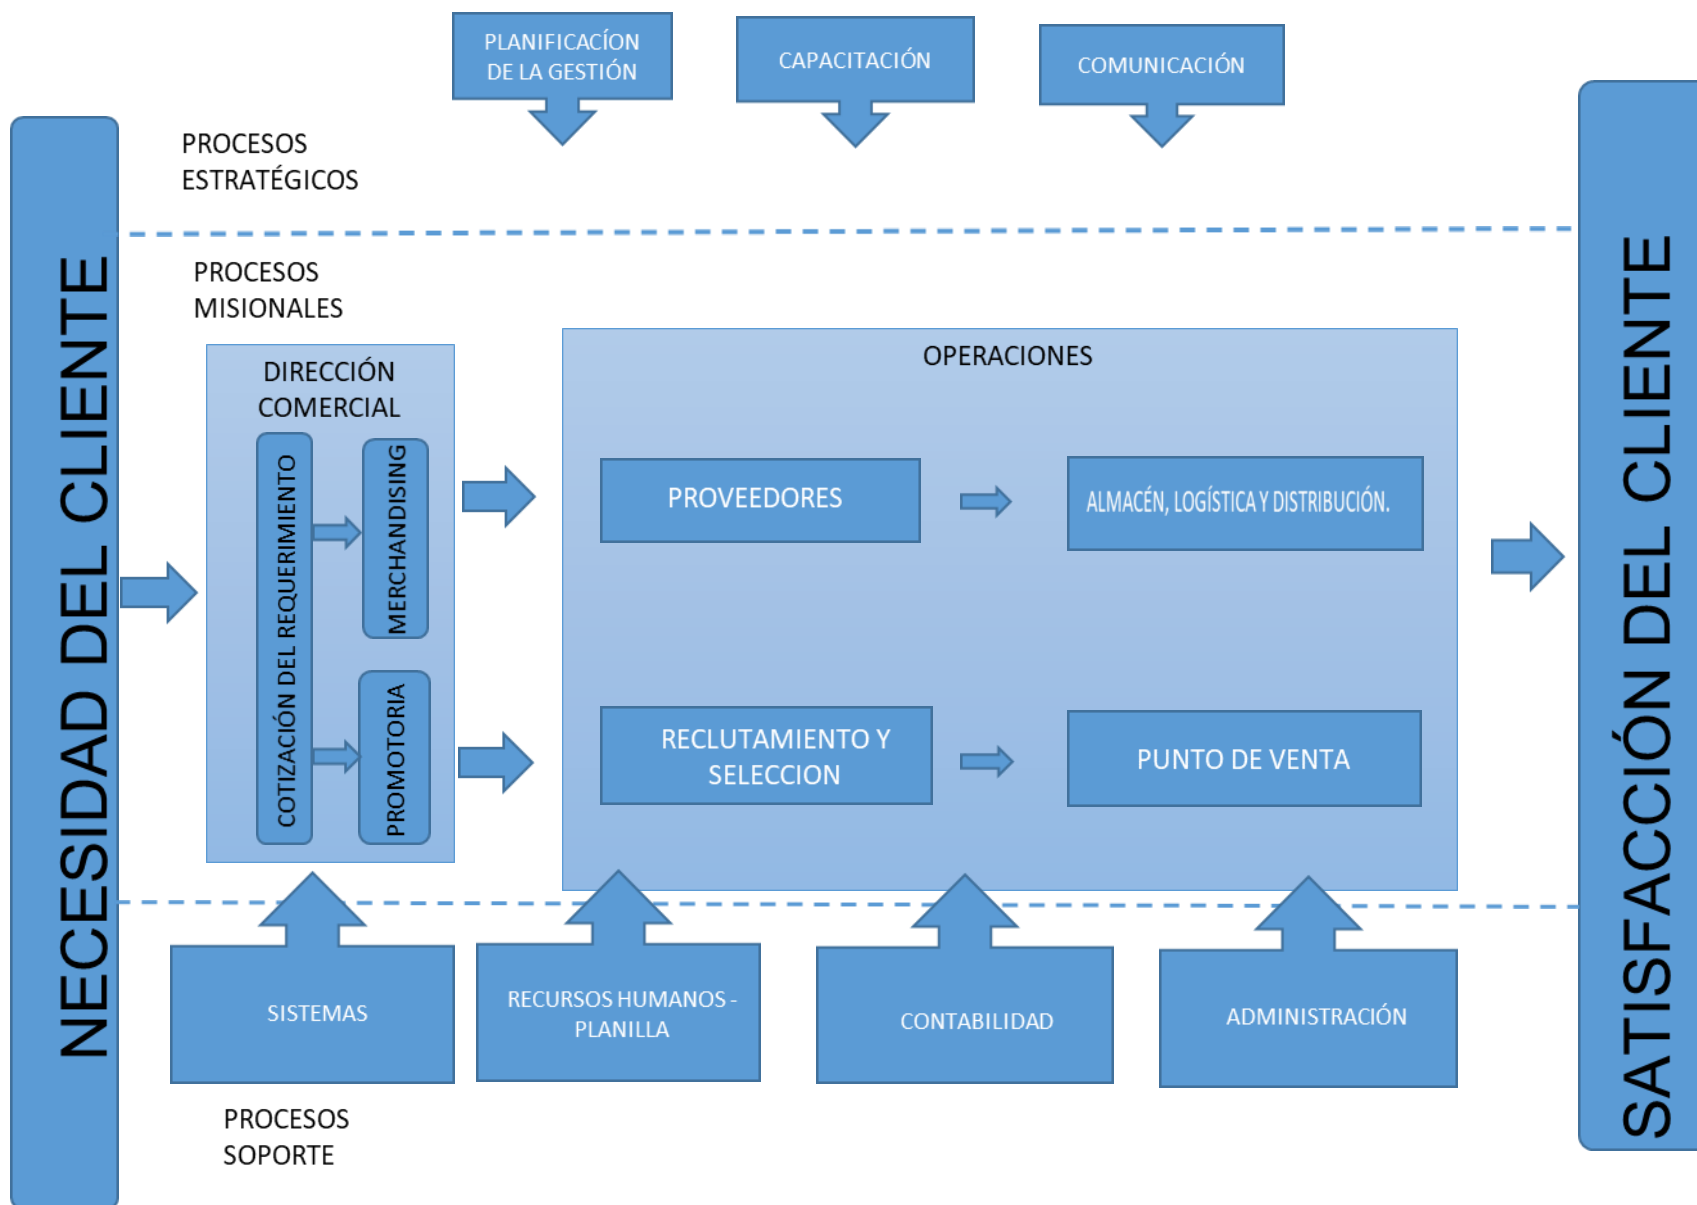 PLANIFICACÍON
DE LA GESTIÓN
CAPACITACIÓN
COMUNICACIÓN
PROCESOS
ESTRATÉGICOS
NECESIDAD DEL CLIENTE
PROCESOS
MISIONALES
DIRECCIÓN
COMERCIAL
COTIZACIÓN DEL REQUERIMIENTO
MERCHANDISING
PROMOTORIA
OPERACIONES
PROVEEDORES
ALMACÉN, LOGÍSTICA Y DISTRIBUCIÓN.
RECLUTAMIENTO Y
SELECCION
PUNTO DE VENTA
SATISFACCIÓN DEL CLIENTE
SISTEMAS
RECURSOS HUMANOS -
PLANILLA
CONTABILIDAD
ADMINISTRACIÓN
PROCESOS
SOPORTE